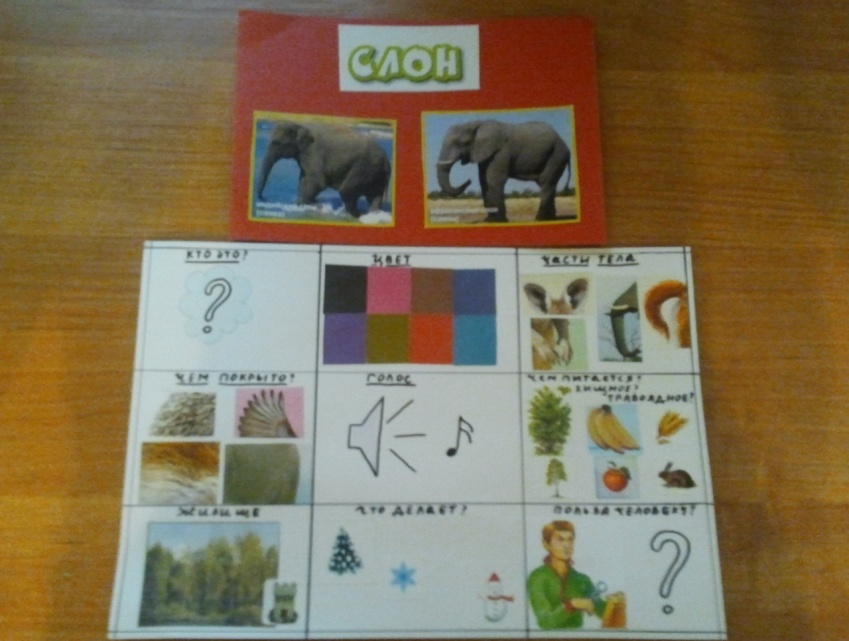 СЛОН
КТО ЭТО?
ЦВЕТ
ЧАСТИ ТЕЛА
ЧЕМ ПОКРЫТО?
ГОЛОС
ЧЕМ ПИТАЕТСЯ?
ХИЩНОЕ?
ТРАВОЯДНОЕ?
ЖИЛИЩЕ
ЧТО ДЕЛАЕТ?
ПОЛЬЗА ЧЕЛОВЕКУ?